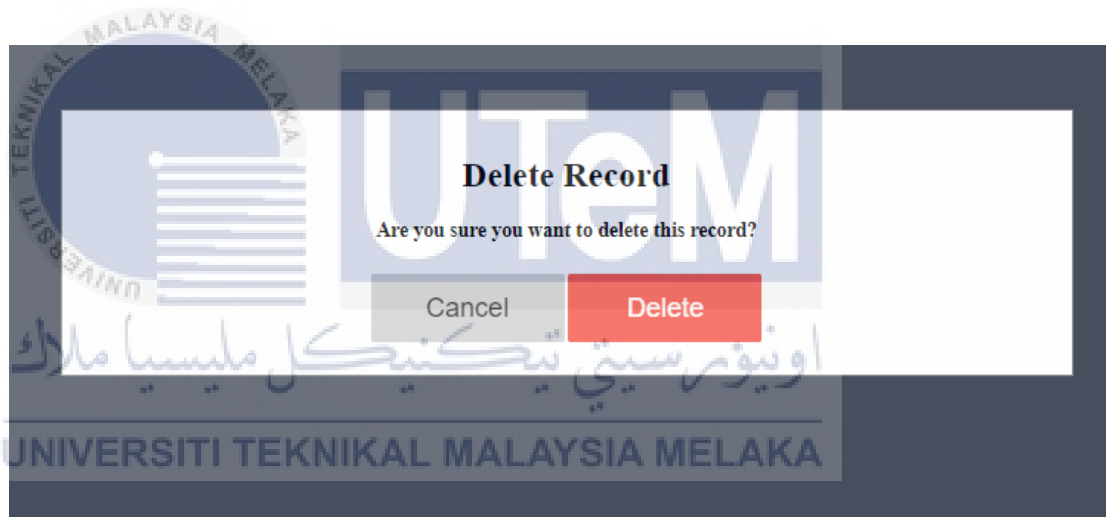 UNIVERSITI TEKNIKAL MALAYSIA MELAKA
UTeM
Delete Record
Are you sure you want to delete this record?
Cancel Delete
اونيۏرسيتي تيكنيكل مليسيا ملاك
UNIVERSITI TEKNIKAL MALAYSIA MELAKA